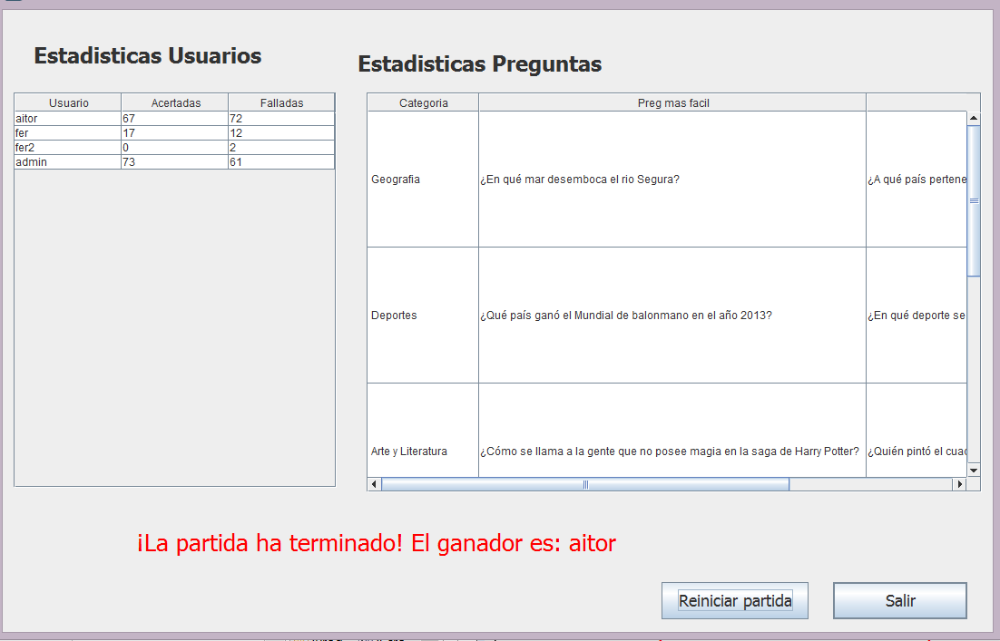 Estadisticas Usuarios
Estadisticas Preguntas
Usuario Acertadas Falladas
aitor 67 72
fer 17 12
fer2 0 2
admin 73 61
Categoria Preg mas facil
Geografia ¿En qué mar desemboca el rio Segura? ¿A qué país pertene
Deportes ¿Qué país ganó el Mundial de balonmano en el año 2013? ¿En qué deporte se
Arte y Literatura ¿Cómo se llama a la gente que no posee magia en la saga de Harry Potter? ¿Quién pintó el cuad
¡La partida ha terminado! El ganador es: aitor
Reiniciar partida Salir